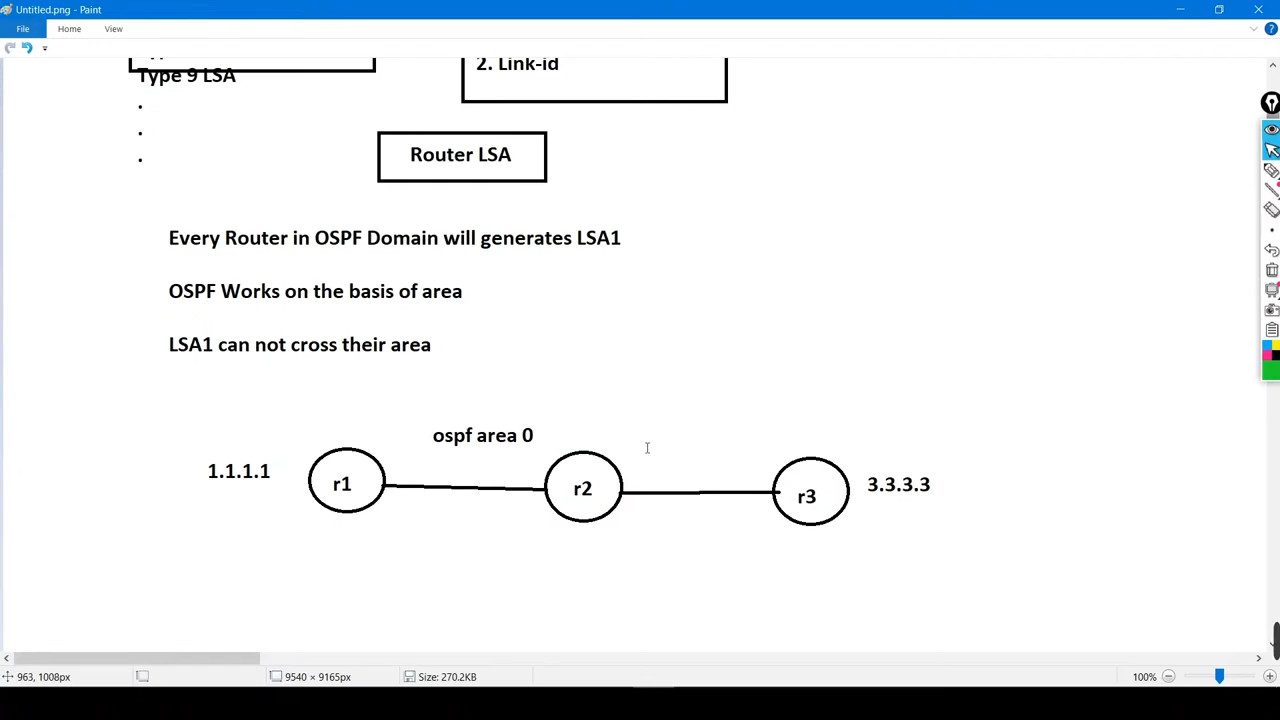 Untitled.png - Paint
File
Home
View
Type 9 LSA
.
.
.
2. Link-id
Router LSA
Every Router in OSPF Domain will generates LSA1
OSPF Works on the basis of area
LSA1 can not cross their area
ospf area 0
1.1.1.1
r1
r2
r3
3.3.3.3
963, 1008px
9540 × 9165px
Size: 270.2KB
100%